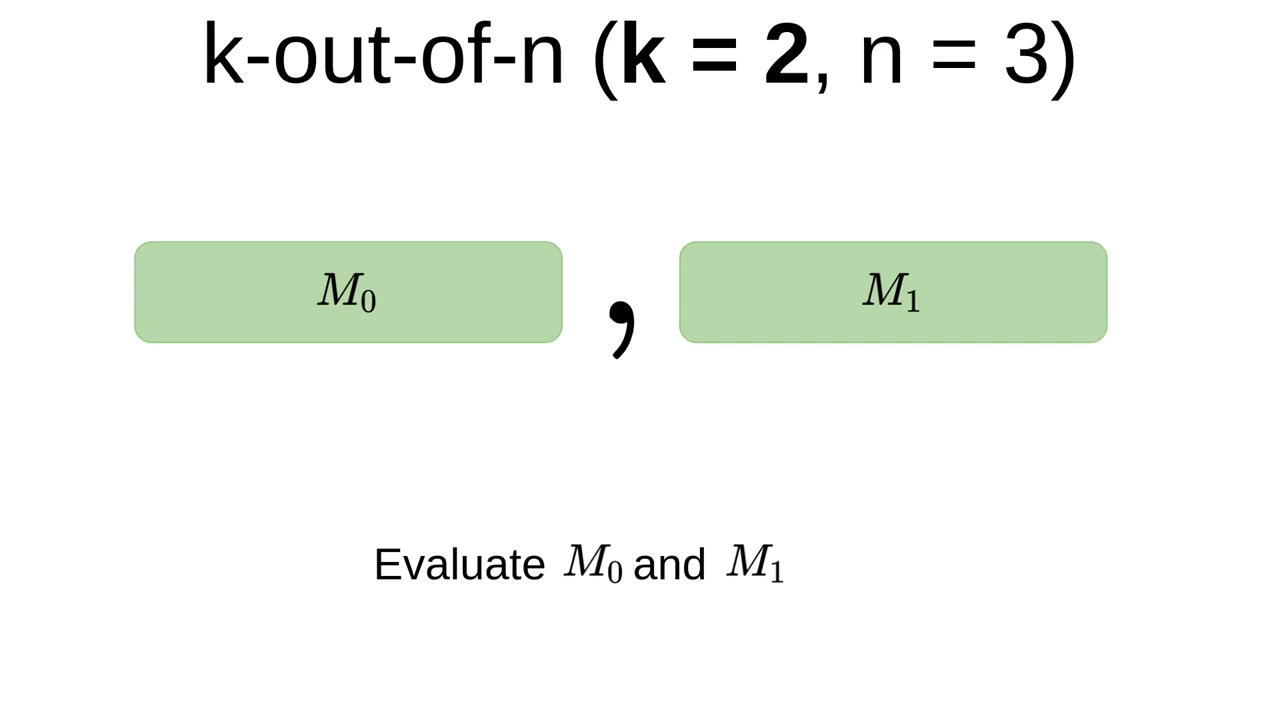 k-out-of-n (k = 2, n = 3)
M₀ , M₁
Evaluate M₀ and M₁